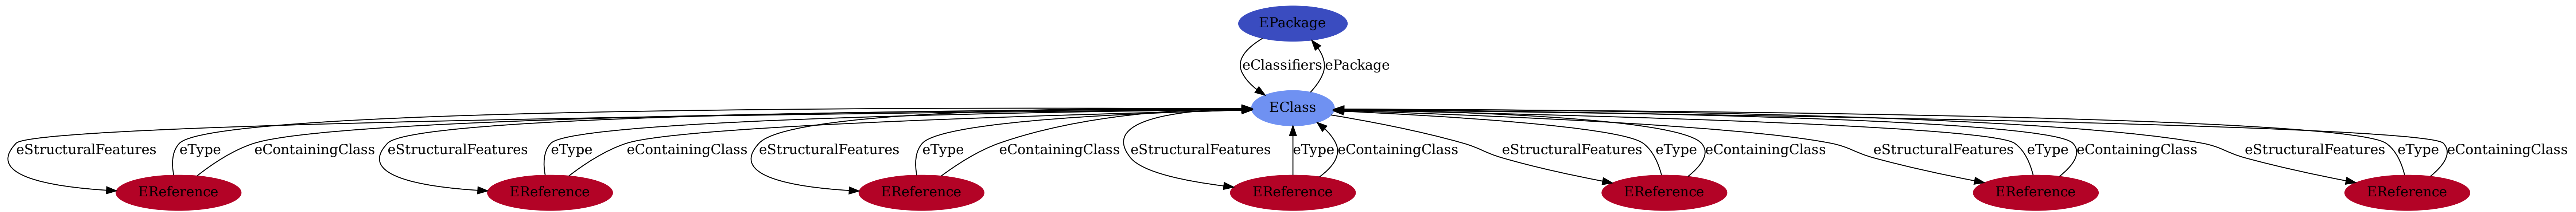 EPackage
eClassifiers ePackage
EClass
eStructuralFeatures eType eContainingClass eStructuralFeatures eType eContainingClass eStructuralFeatures eType eContainingClass eStructuralFeatures eType eContainingClass eStructuralFeatures eType eContainingClass eStructuralFeatures eType eContainingClass eStructuralFeatures eType eContainingClass
EReference EReference EReference EReference EReference EReference EReference